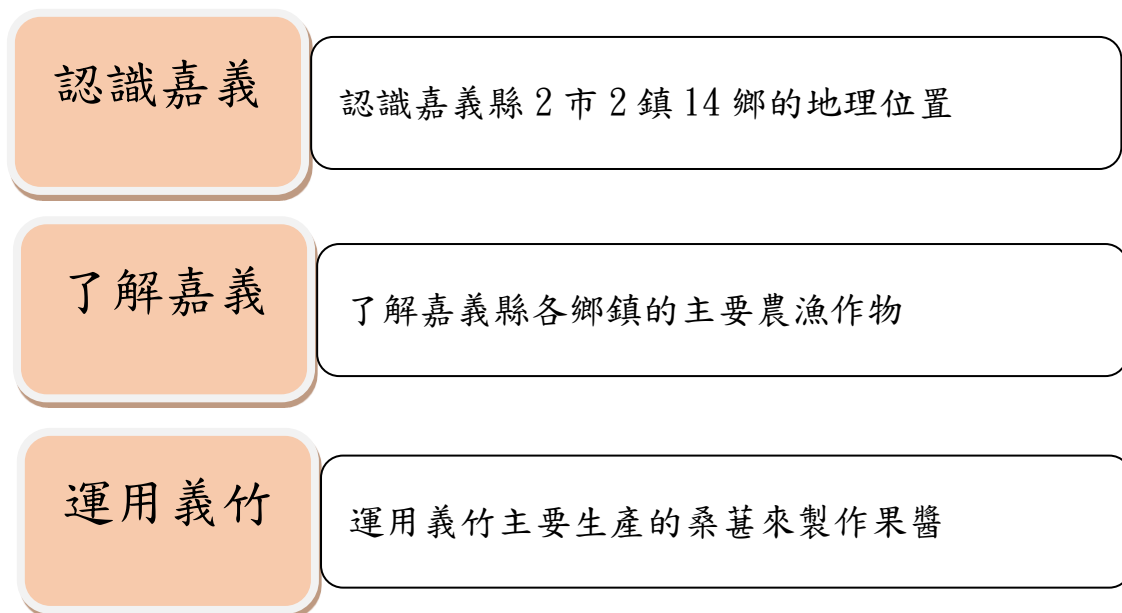 認識嘉義
認識嘉義縣 2 市 2 鎮 14 鄉的地理位置
了解嘉義
了解嘉義縣各鄉鎮的主要農漁作物
運用義竹
運用義竹主要生產的桑葚來製作果醬